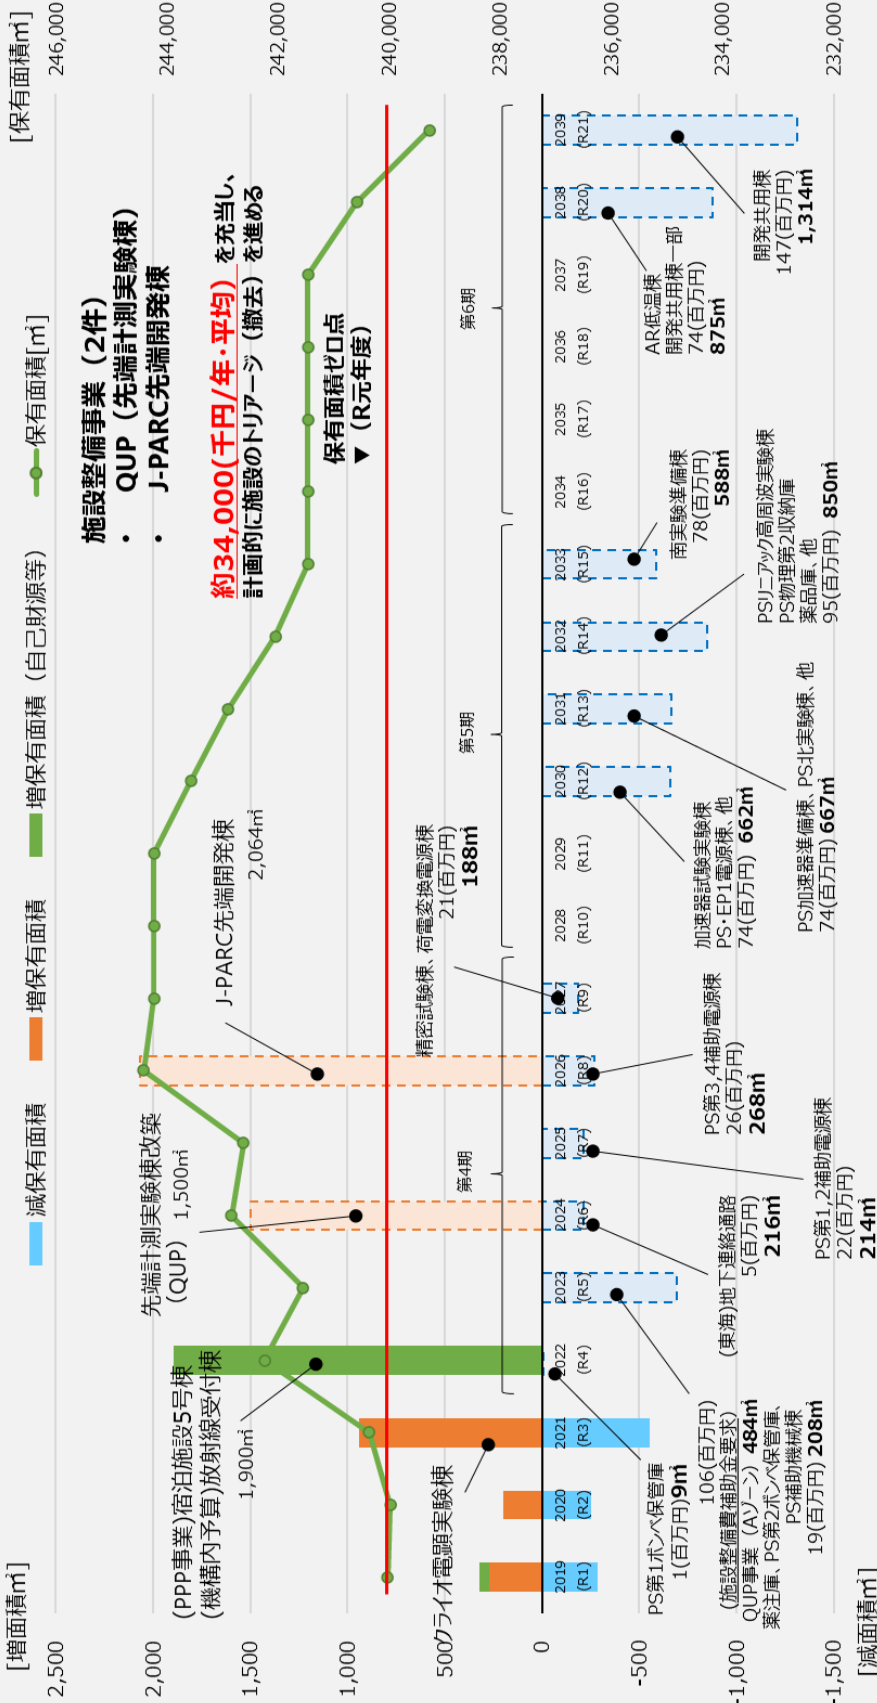 [増面積㎡]
[保有面積㎡]
減保有面積
増保有面積
増保有面積（自己財源等）
保有面積[㎡]
2,500
2,000
1,500
1,000
500
0
-500
-1,000
-1,500
[減面積㎡]
246,000
244,000
242,000
240,000
238,000
236,000
234,000
232,000
施設整備事業（2件）
・ QUP（先端計測実験棟）
・ J-PARC先端開発棟
約34,000(千円/年・平均) を充当し、
計画的に施設のトリアージ（撤去）を進める
保有面積ゼロ点
▼（R元年度）
(PPP事業)宿泊施設5号棟
(機構内予算)放射線受付棟
1,900㎡
先端計測実験棟改築
(QUP) 1,500㎡
J-PARC先端開発棟
2,064㎡
クライオ電顕実験棟
精密試験棟、荷電変換電源棟
21(百万円)
188㎡
第4期
第5期
第6期
2019
(R1)
2020
(R2)
2021
(R3)
2022
(R4)
2023
(R5)
2024
(R6)
2025
(R7)
2026
(R8)
2027
(R9)
2028
(R10)
2029
(R11)
2030
(R12)
2031
(R13)
2032
(R14)
2033
(R15)
2034
(R16)
2035
(R17)
2036
(R18)
2037
(R19)
2038
(R20)
2039
(R21)
PS第1ボンベ保管庫
1(百万円)9㎡
106(百万円)
(施設整備費補助金要求)
QUP事業（Aゾーン）484㎡
薬注庫、PS第2ボンベ保管庫、
PS補助機械棟
19(百万円) 208㎡
(東海)地下連絡通路
5(百万円)
216㎡
PS第1,2補助電源棟
22(百万円)
214㎡
PS第3,4補助電源棟
26(百万円)
268㎡
加速器試験実験棟
PS・EP1電源棟、他
74(百万円) 662㎡
PS加速器準備棟、PS北実験棟、他
74(百万円) 667㎡
PSリニアック高周波実験棟
PS物理第2収納庫
薬品庫、他
95(百万円) 850㎡
南実験準備棟
78(百万円)
588㎡
AR低温棟
開発共用棟一部
74(百万円)
875㎡
開発共用棟
147(百万円)
1,314㎡